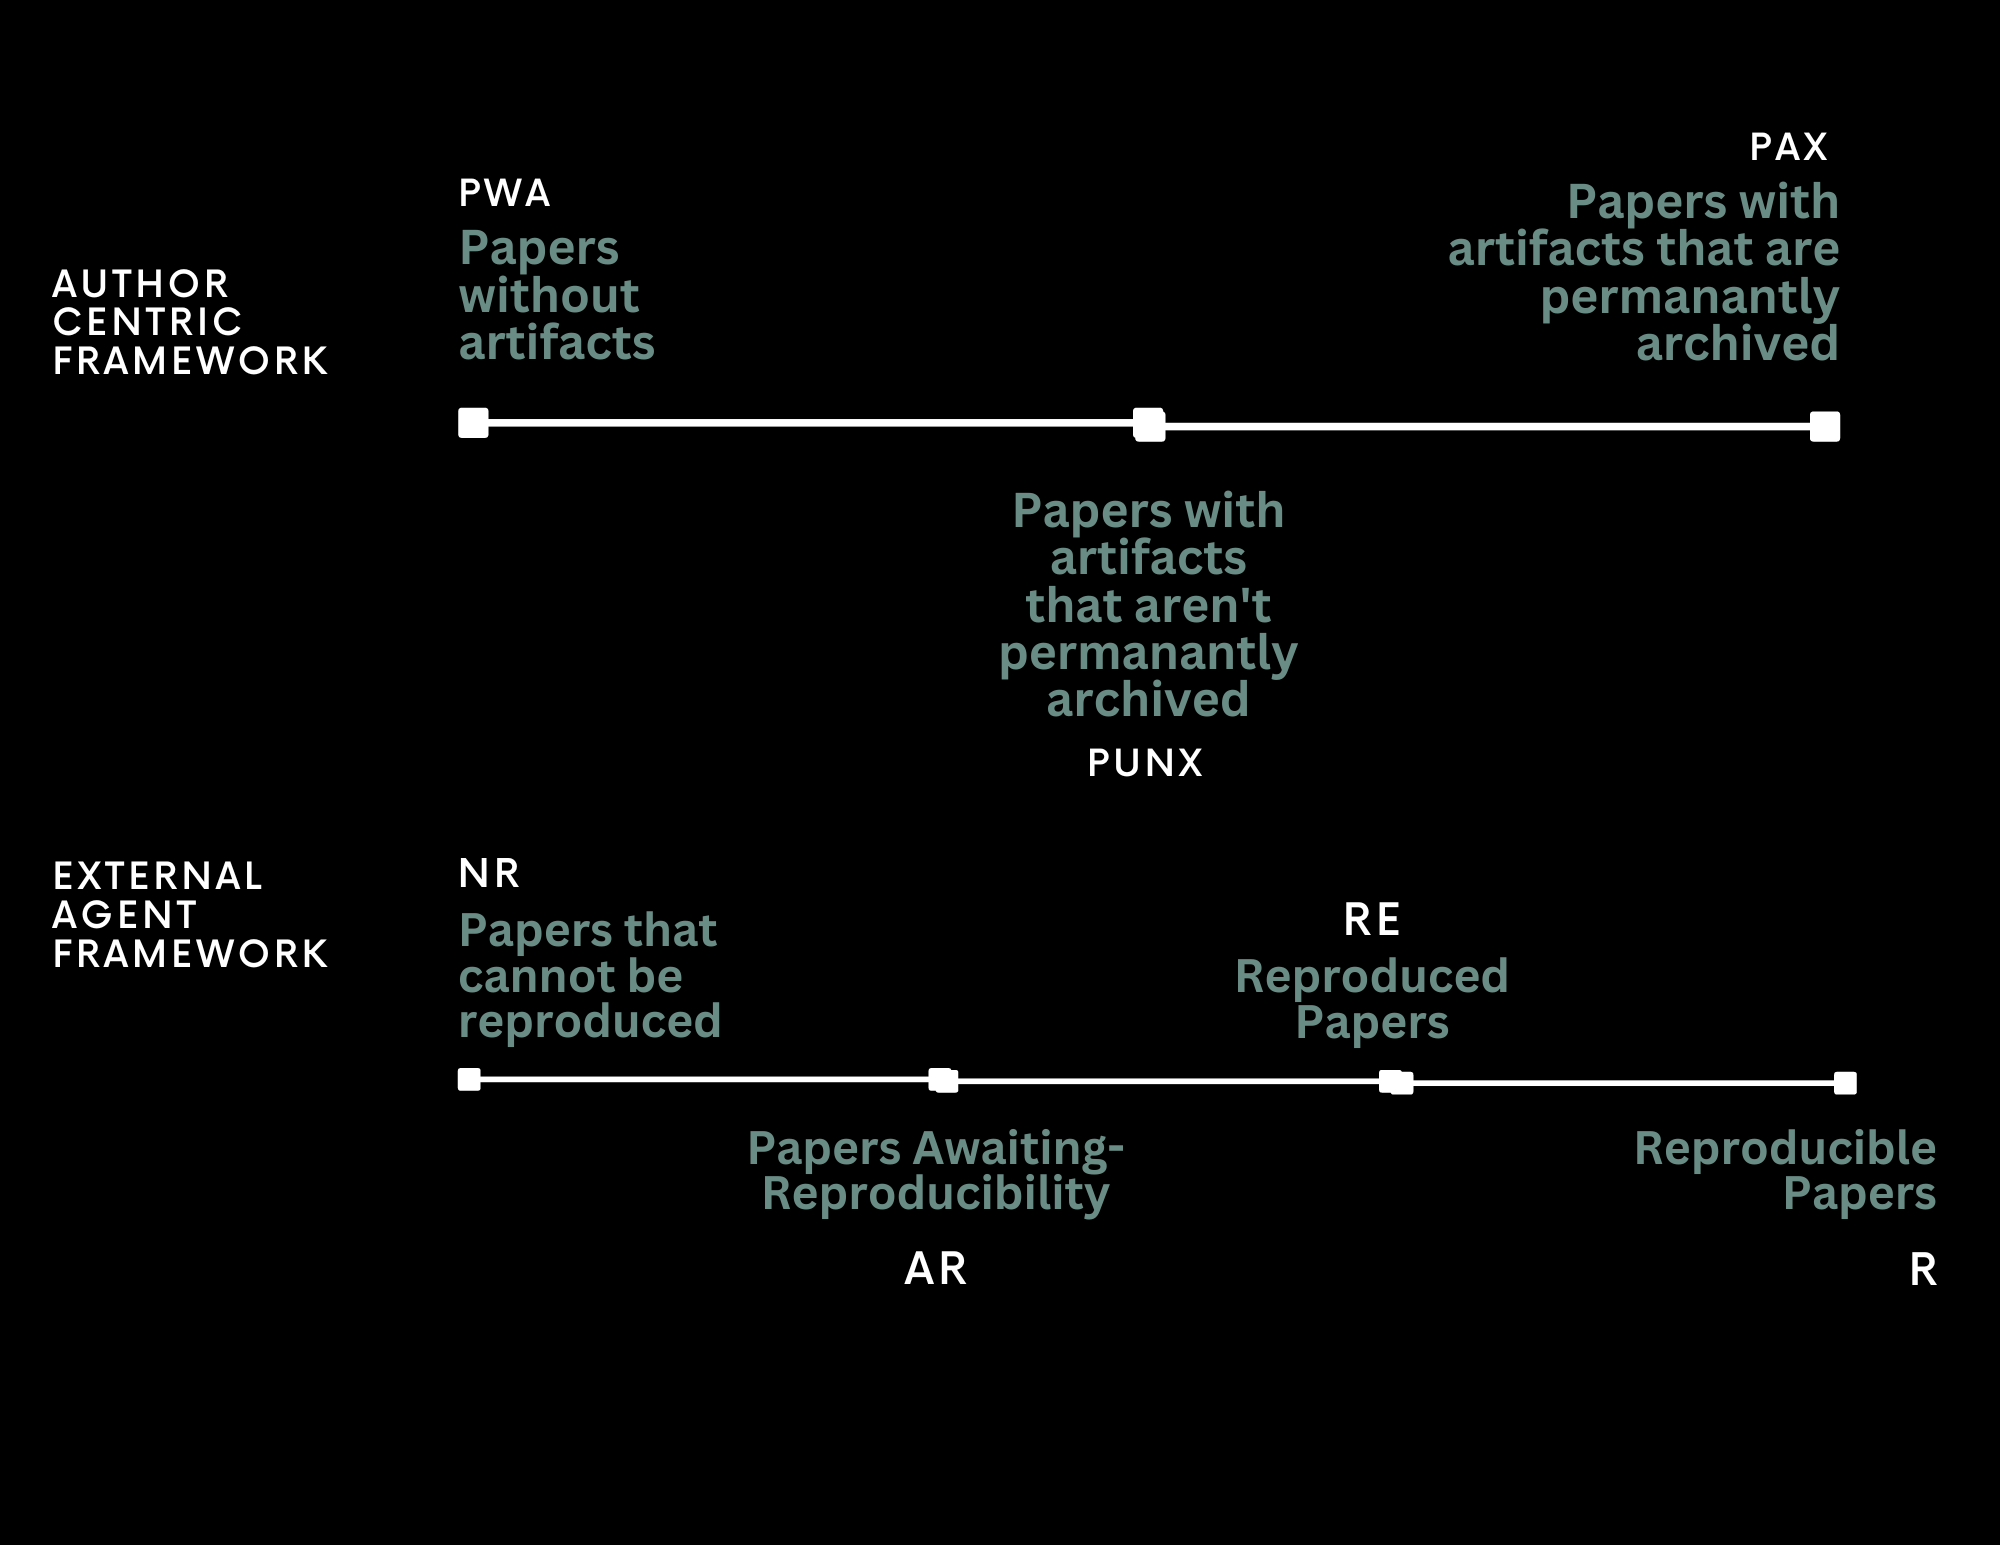 AUTHOR
CENTRIC
FRAMEWORK
PWA
Papers
without
artifacts
PAX
Papers with
artifacts that are
permanantly
archived
Papers with
artifacts
that aren't
permanantly
archived
PUNX
EXTERNAL
AGENT
FRAMEWORK
NR
Papers that
cannot be
reproduced
RE
Reproduced
Papers
Papers Awaiting-
Reproducibility
AR
Reproducible
Papers
R